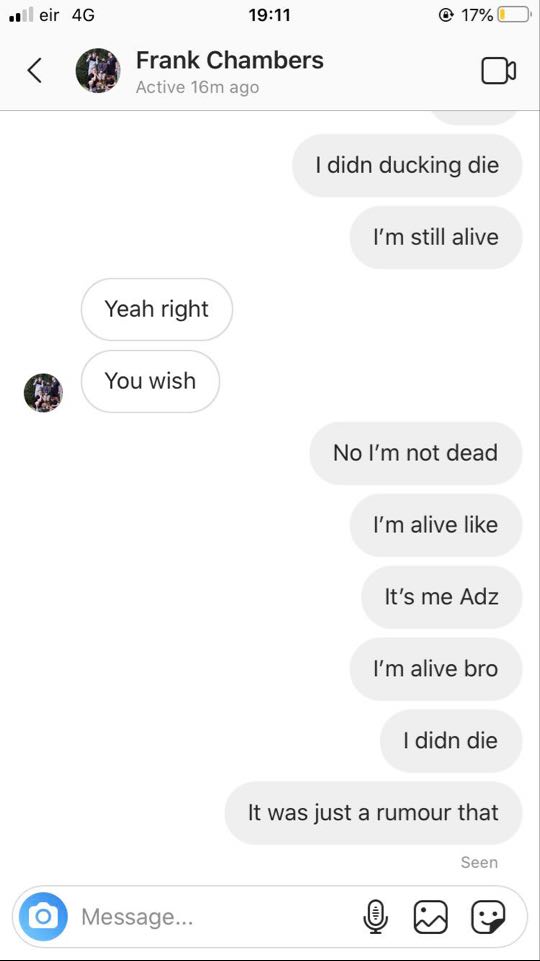 eir 4G 19:11 17%
Frank Chambers
Active 16m ago
I didn ducking die
I'm still alive
Yeah right
You wish
No I'm not dead
I'm alive like
It's me Adz
I'm alive bro
I didn die
It was just a rumour that
Seen
Message...